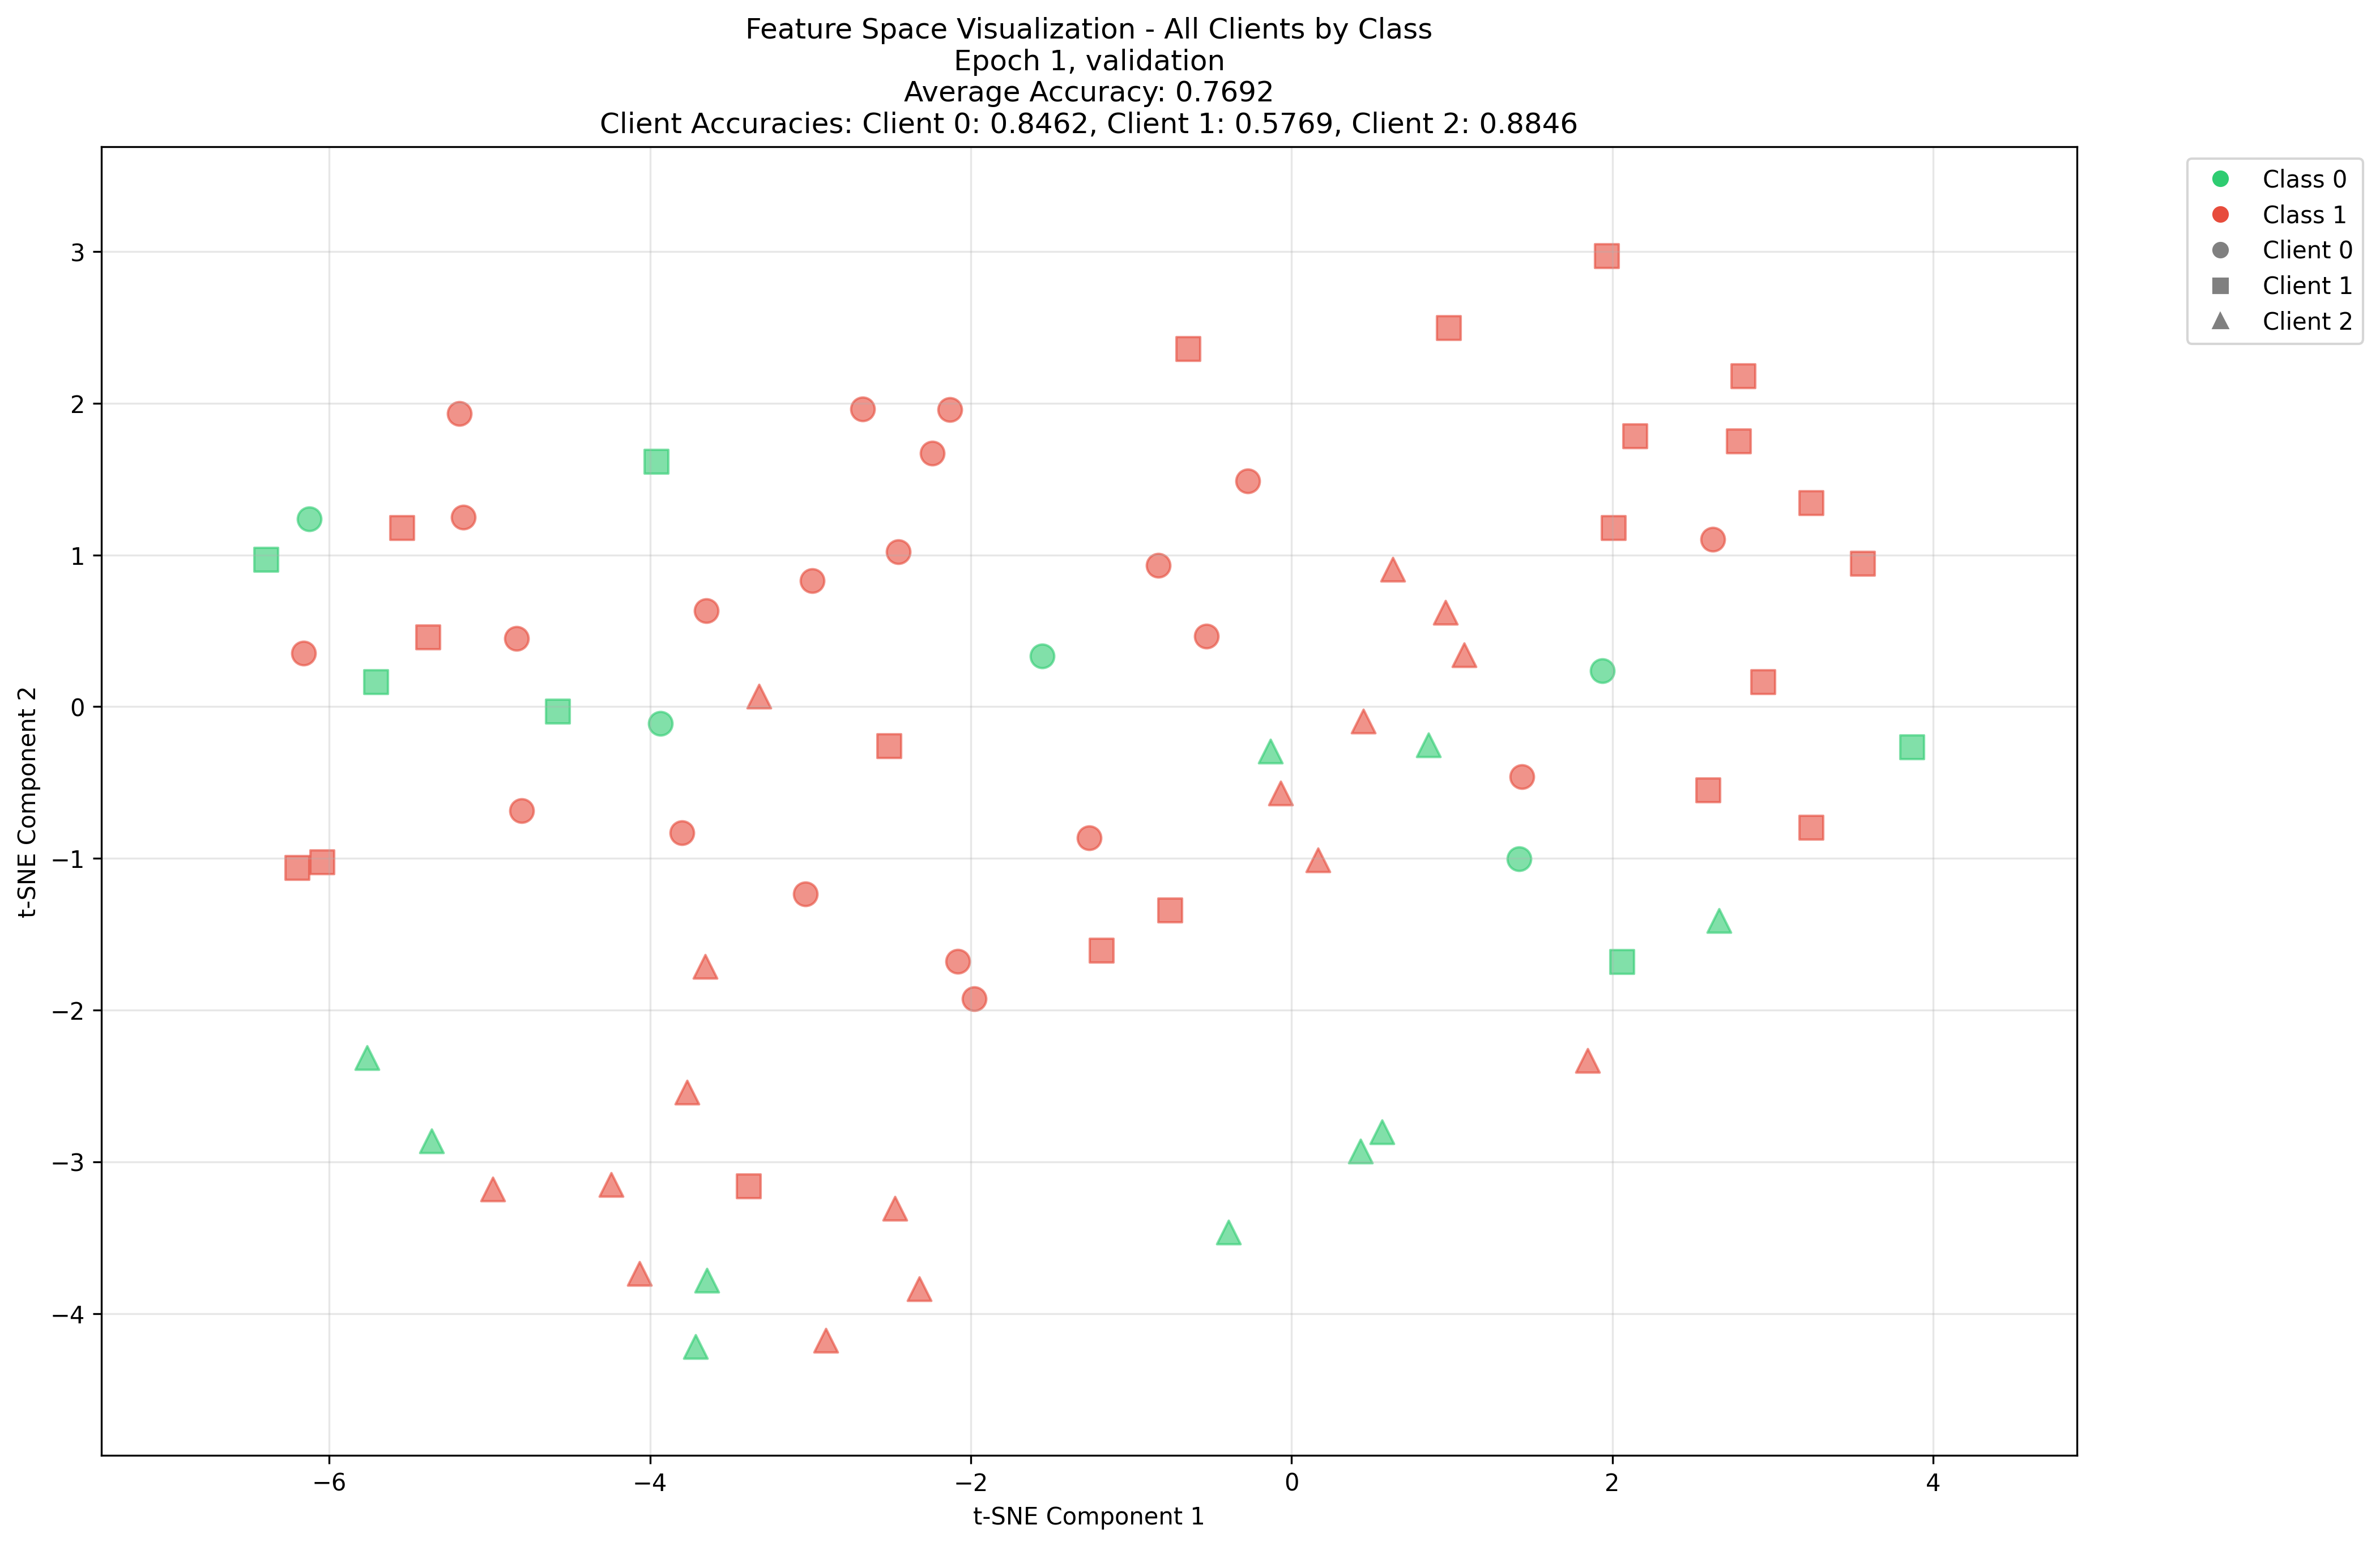 Feature Space Visualization - All Clients by Class
Epoch 1, validation
Average Accuracy: 0.7692
Client Accuracies: Client 0: 0.8462, Client 1: 0.5769, Client 2: 0.8846
Class 0
Class 1
Client 0
Client 1
Client 2
3
2
1
0
−1
−2
−3
−4
t-SNE Component 2
−6
−4
−2
0
2
4
t-SNE Component 1